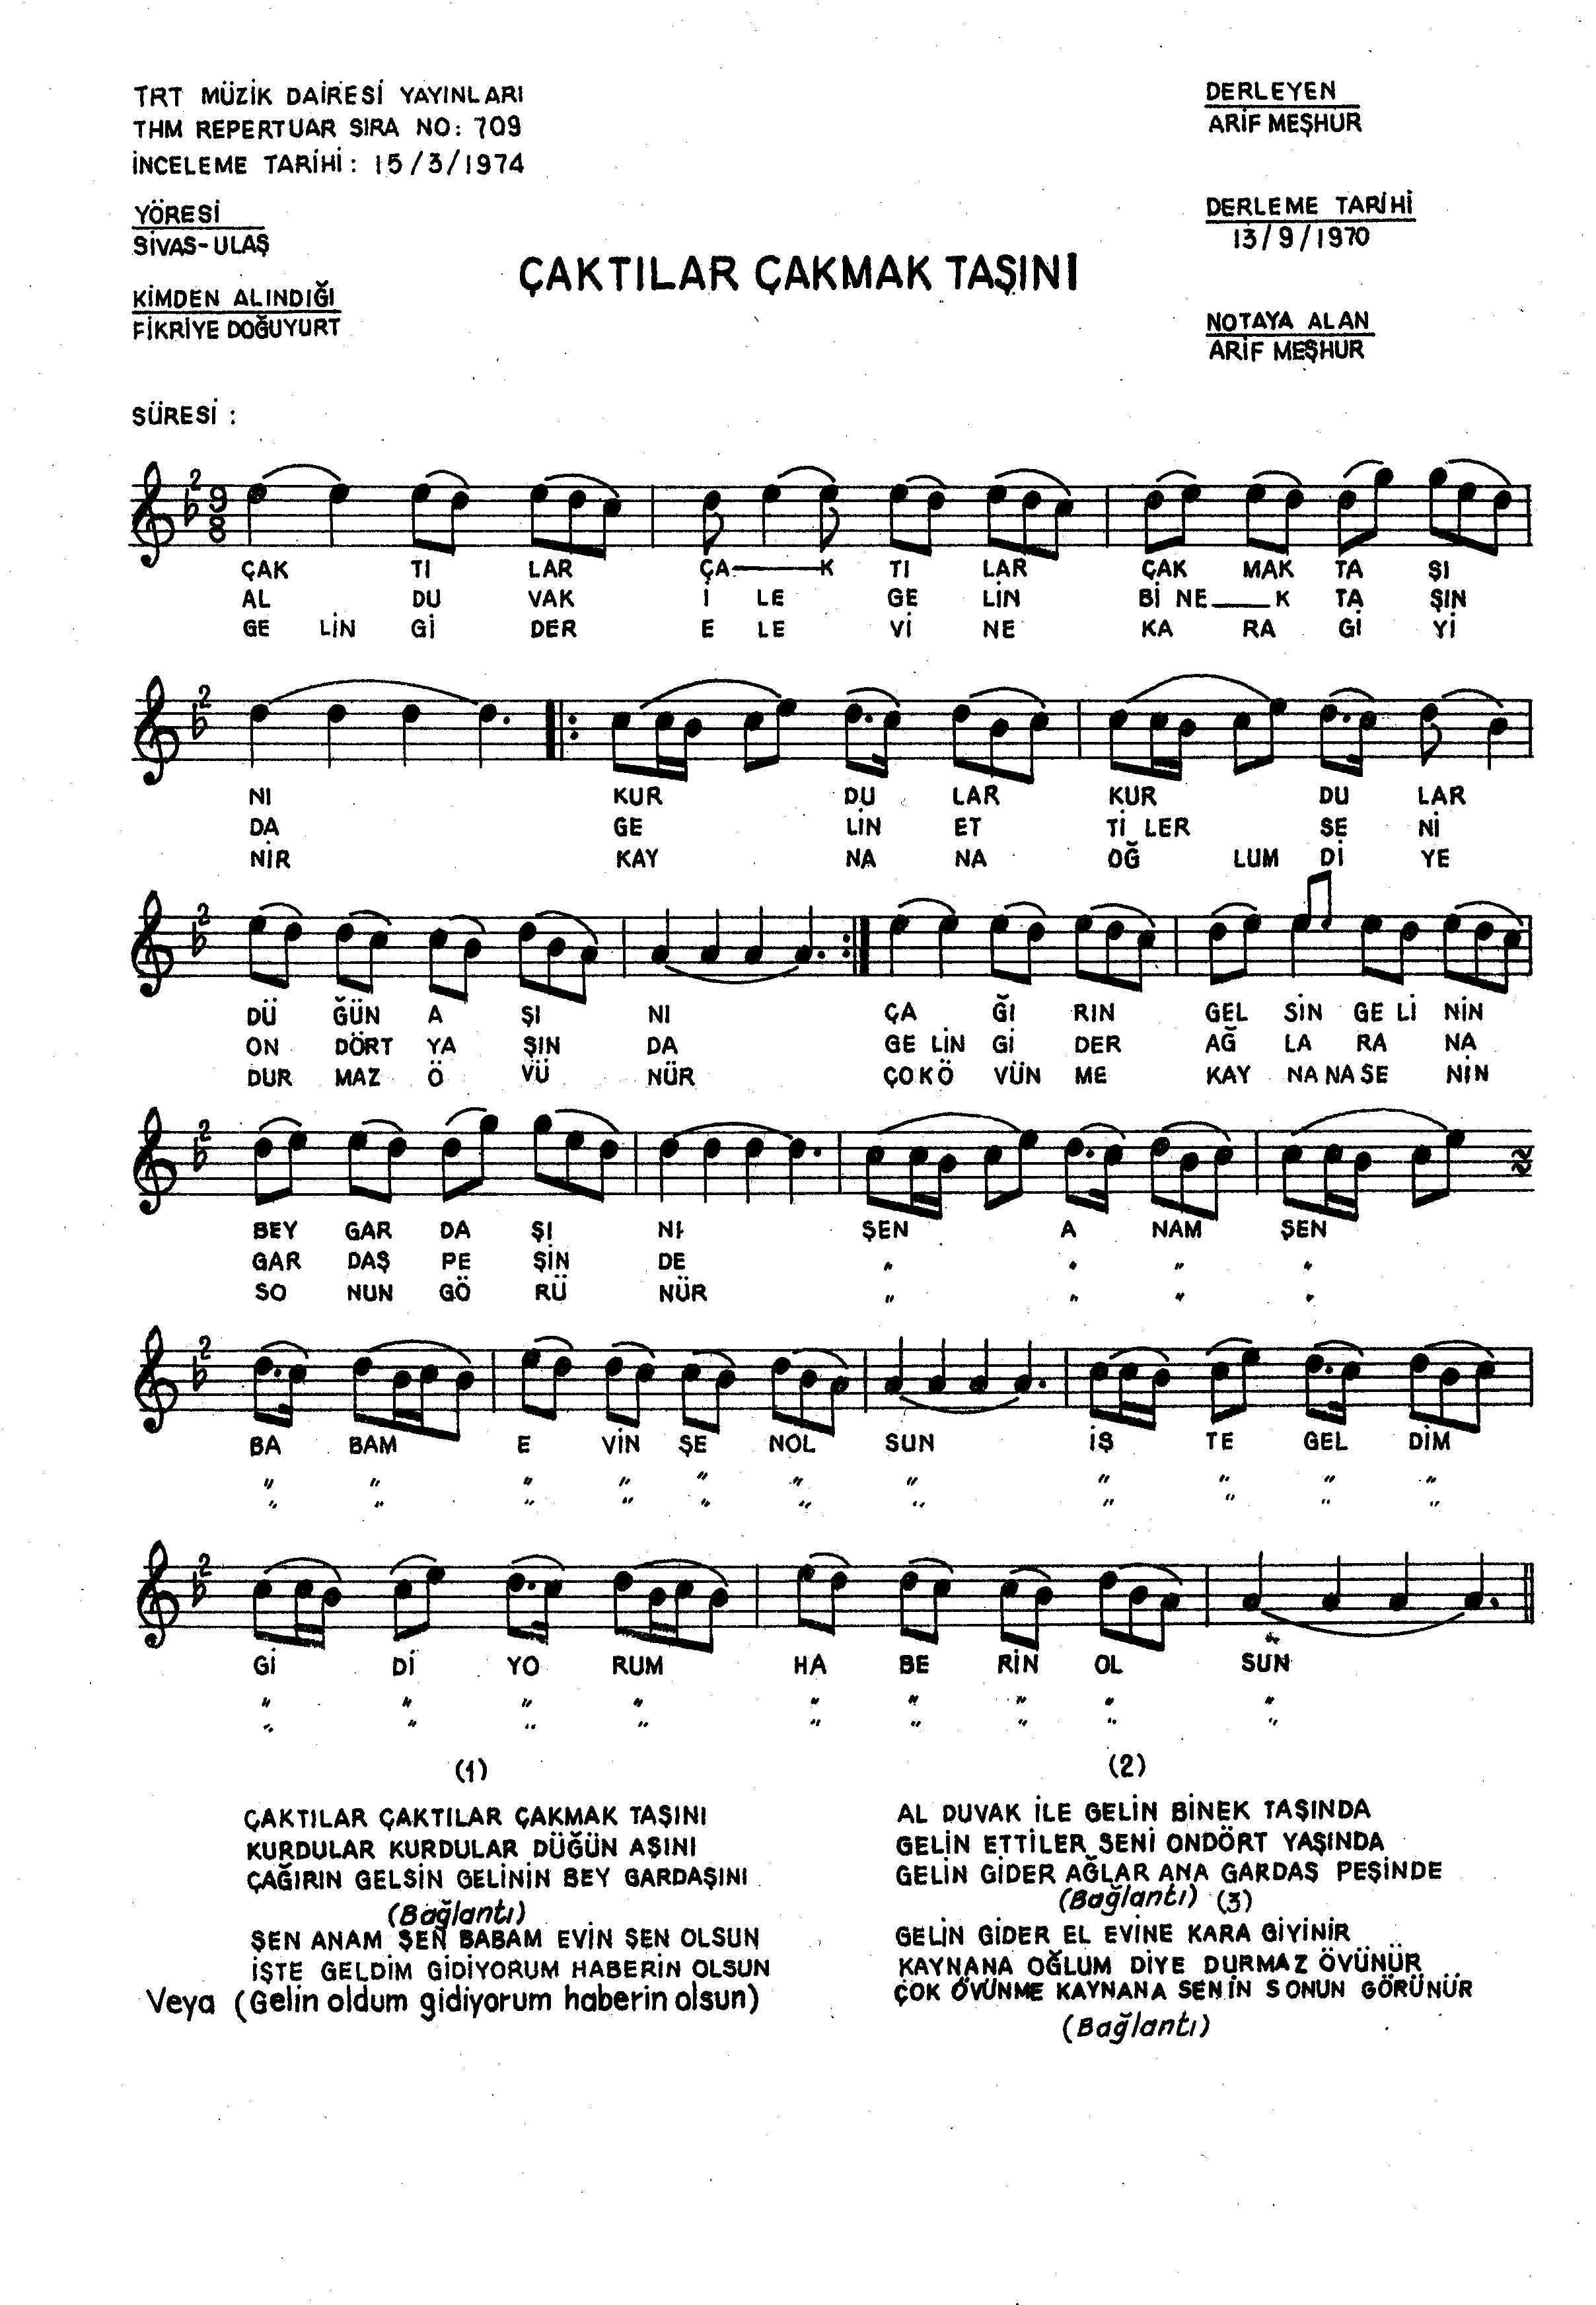 TRT MÜZİK DAİRESİ YAYINLARI
THM REPERTUAR SIRA NO: 709
İNCELEME TARİHİ: 15/3/1974
DERLEYEN
ARİF MEŞHUR
YÖRESİ
SİVAS-ULAŞ
DERLEME TARİHİ
13/9/1970
ÇAKTILAR ÇAKMAK TAŞINI
KİMDEN ALINDIĞI
FİKRİYE DOĞUYURT
NOTAYA ALAN
ARİF MEŞHUR
SÜRESİ :
2 9 8
ÇAK TI LAR ÇA K TI LAR ÇAK MAK TA ŞI
AL DU VAK İ LE GE LİN Bİ NE K TA ŞIN
GE LİN Gİ DER E LE Vİ NE KA RA Gİ Yİ
2
NI KUR DU LAR KUR DU LAR
DA GE LİN ET Tİ LER SE Nİ
NİR KAY NA NA OĞ LUM Dİ YE
2
DÜ ĞÜN A ŞI NI ÇA ĞI RIN GEL SİN GE Lİ NİN
ON DÖRT YA ŞIN DA GE LİN Gİ DER AĞ LA RA NA
DUR MAZ Ö VÜ NÜR ÇOK Ö VÜN ME KAY NA NA SE NİN
2
BEY GAR DA ŞI NI ŞEN A NAM ŞEN
GAR DAŞ PE ŞİN DE " " " "
SO NUN GÖ RÜ NÜR " " " "
2
BA BAM E VİN ŞE NOL SUN İŞ TE GEL DİM
" " " " " " " " " " "
" " " " " " " " " " "
2
Gİ Dİ YO RUM HA BE RİN OL SUN
" " " " " " " " "
" " " " " " " " "
(1)
ÇAKTILAR ÇAKTILAR ÇAKMAK TAŞINI
KURDULAR KURDULAR DÜĞÜN AŞINI
ÇAĞIRIN GELSİN GELİNİN BEY GARDAŞINI
(Bağlantı)
ŞEN ANAM ŞEN BABAM EVİN ŞEN OLSUN
İŞTE GELDİM GİDİYORUM HABERİN OLSUN
Veya (Gelin oldum gidiyorum haberin olsun)
(2)
AL DUVAK İLE GELİN BİNEK TAŞINDA
GELİN ETTİLER SENİ ONDÖRT YAŞINDA
GELİN GİDER AĞLAR ANA GARDAŞ PEŞİNDE
(Bağlantı) (3)
GELİN GİDER EL EVİNE KARA GİYİNİR
KAYNANA OĞLUM DİYE DURMAZ ÖVÜNÜR
ÇOK ÖVÜNME KAYNANA SENİN SONUN GÖRÜNÜR
(Bağlantı)